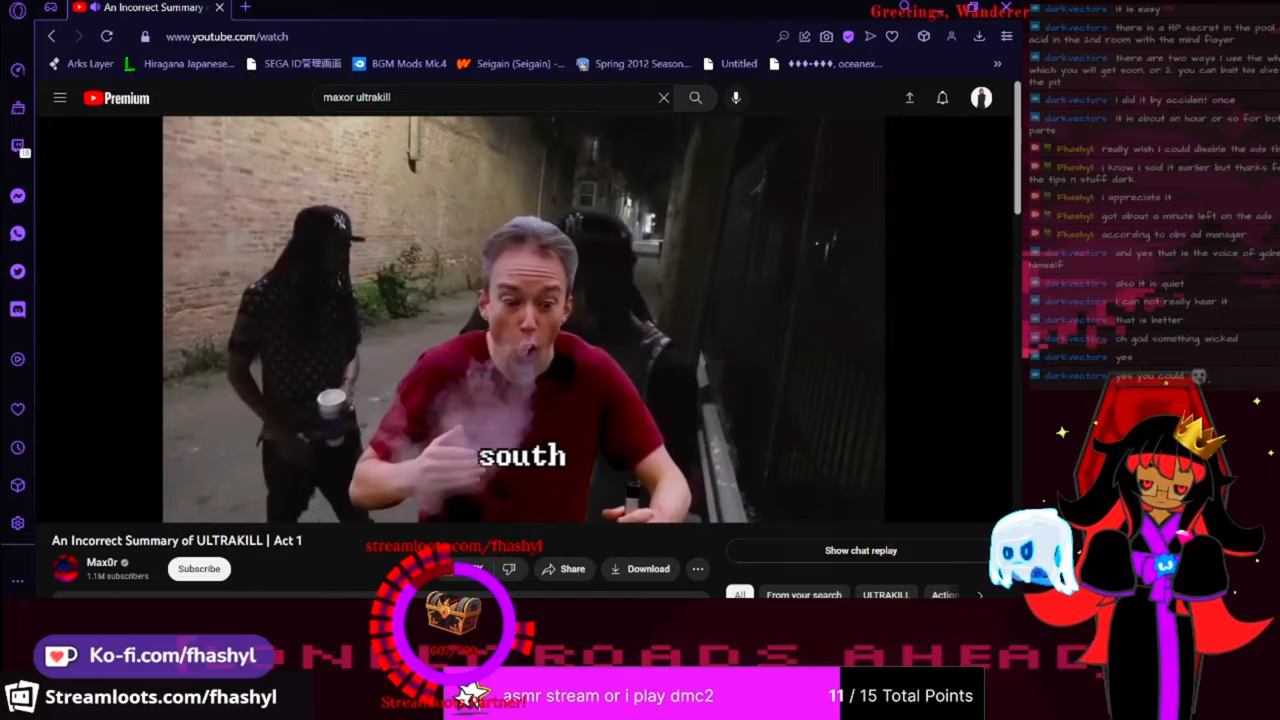 An Incorrect Summary
Greetings, Wanderer
www.youtube.com/watch
Arks Layer
Hiragana Japanese...
SEGA ID管理画面
BGM Mods Mk.4
Seigain (Seigain) -...
Spring 2012 Season...
Untitled
♦♦♦-♦♦♦, oceanex...
»
18
Premium
maxor ultrakill
south
An Incorrect Summary of ULTRAKILL | Act 1
Max0r
1.1M subscribers
Subscribe
Share
Download
Show chat replay
All
From your search
ULTRAKILL
streamloots.com/fhashyl
Streamloots Partner!
Ko-fi.com/fhashyl
Streamloots.com/fhashyl
asmr stream or i play dmc2
11 / 15 Total Points
darkvectors it is easy
darkvectors there is a HP secret in the pool
acid in the 2nd room with the mind flayer
darkvectors there are two ways i use the
which you will get soon. or 2. you can bait his dive
the pit
darkvectors I did it by accident once
darkvectors it is about an hour or so for
parts
Fhashyl really wish i could disable the ads
Fhashyl i know i said it earlier but thanks
the tips n stuff dark
Fhashyl i appreciate it
Fhashyl got about a minute left on the ads
Fhashyl according to obs ad manager
darkvectors and yes that is the voice of
himself
darkvectors also it is quiet
darkvectors i can not really hear it
darkvectors that is better
darkvectors oh god something wicked
darkvectors yes
darkvectors yes you could